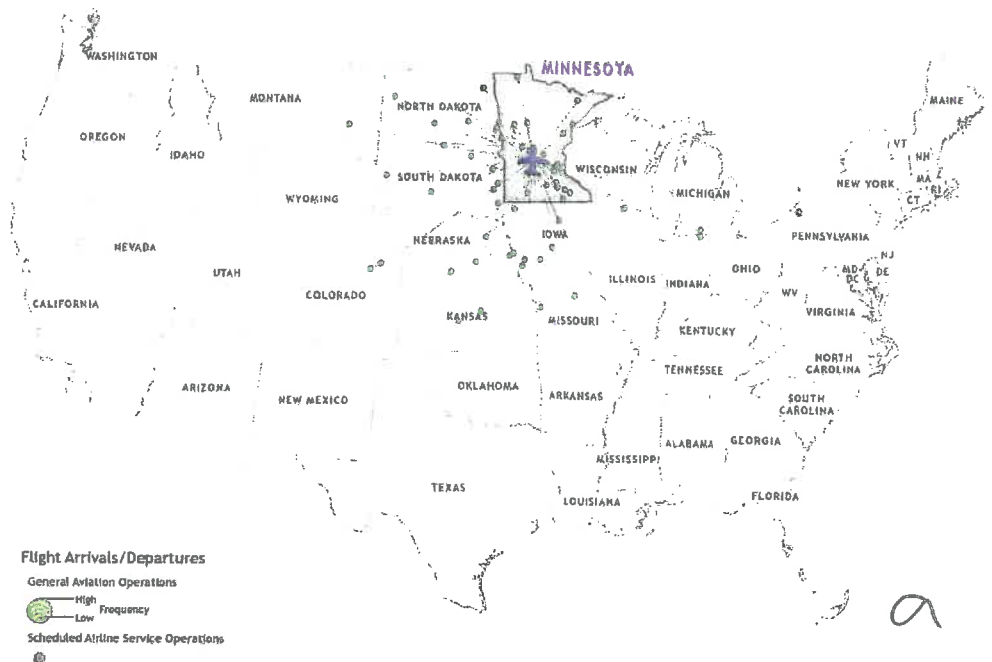 WASHINGTON
MINNESOTA
MONTANA
NORTH DAKOTA
MAINE
OREGON
IDAHO
VT
NH
WISCONSIN
SOUTH DAKOTA
MICHIGAN
NEW YORK
MA
RI
CT
WYOMING
IOWA
NEBRASKA
PENNSYLVANIA
NEVADA
NJ
UTAH
OHIO
MD
DE
DC
ILLINOIS
INDIANA
COLORADO
WV
CALIFORNIA
VIRGINIA
KANSAS
MISSOURI
KENTUCKY
NORTH
CAROLINA
TENNESSEE
ARIZONA
OKLAHOMA
NEW MEXICO
ARKANSAS
SOUTH
CAROLINA
ALABAMA
GEORGIA
MISSISSIPPI
TEXAS
LOUISIANA
FLORIDA
Flight Arrivals/Departures
General Aviation Operations
High
Frequency
Low
Scheduled Airline Service Operations
a